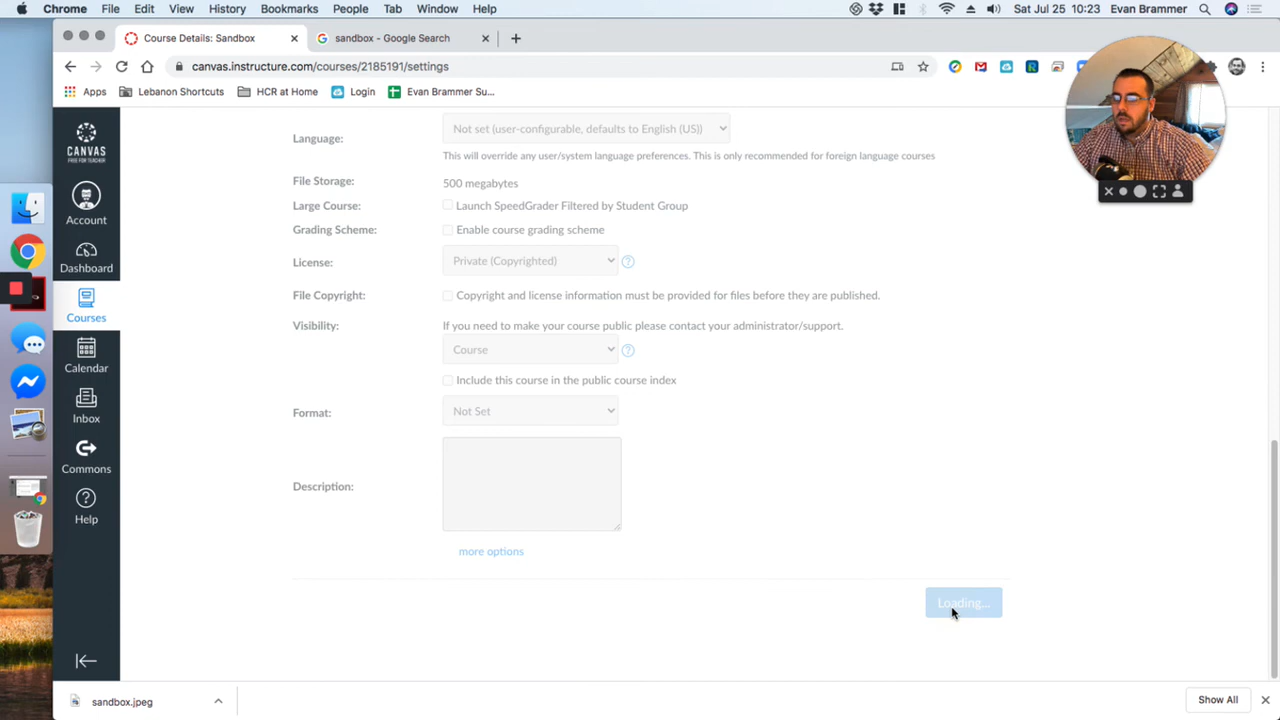 Chrome File Edit View History Bookmarks People Tab Window Help Sat Jul 25 10:23 Evan Brammer
Course Details: Sandbox
sandbox - Google Search
canvas.instructure.com/courses/2185191/settings
Apps Lebanon Shortcuts HCR at Home Login Evan Brammer Su...
CANVAS
FREE FOR TEACHER
Account
Dashboard
Courses
Calendar
Inbox
Commons
Help
Language: Not set (user-configurable, defaults to English (US))
This will override any user/system language preferences. This is only recommended for foreign language courses
File Storage: 500 megabytes
Large Course: Launch SpeedGrader Filtered by Student Group
Grading Scheme: Enable course grading scheme
License: Private (Copyrighted) ?
File Copyright: Copyright and license information must be provided for files before they are published.
Visibility: If you need to make your course public please contact your administrator/support.
Course ?
Include this course in the public course index
Format: Not Set
Description:
more options
Loading...
sandbox.jpeg
Show All